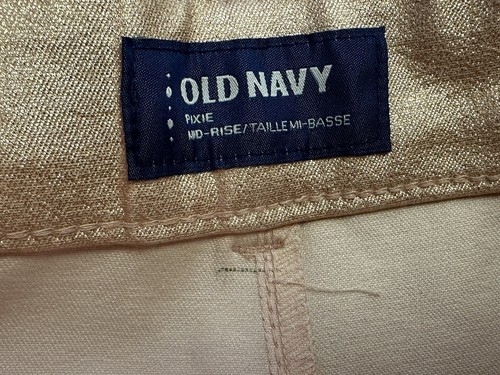 OLD NAVY
PIXIE
MID-RISE/TAILLE MI-BASSE